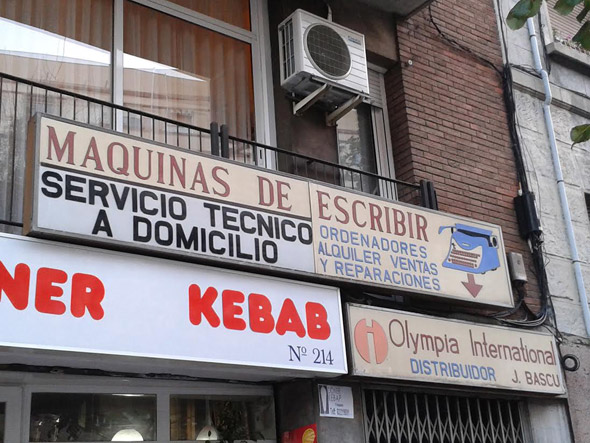 MAQUINAS DE ESCRIBIR
SERVICIO TECNICO
A DOMICILIO
ORDENADORES
ALQUILER VENTAS
Y REPARACIONES
NER KEBAB
Nº 214
Olympia International
DISTRIBUIDOR J. BASCU